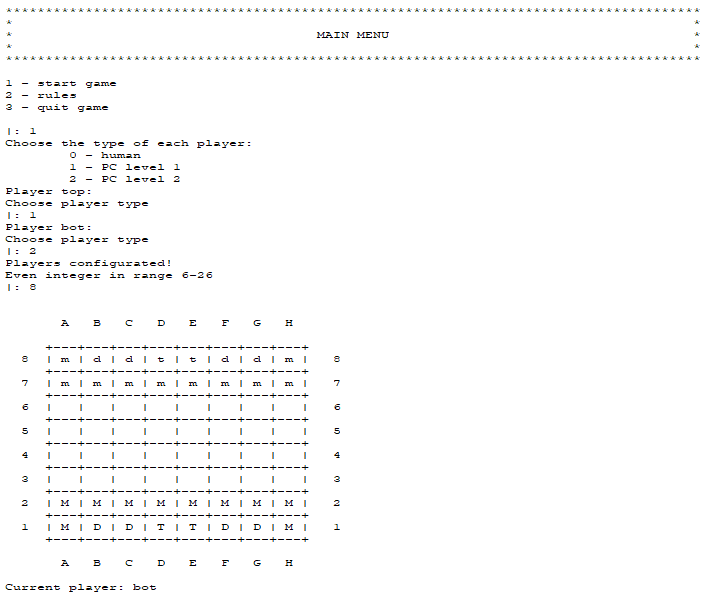 ****************************************************************************************
*                                                                                      *
*                                      MAIN MENU                                       *
*                                                                                      *
****************************************************************************************
1 - start game
2 - rules
3 - quit game
|: 1
Choose the type of each player:
        0 - human
        1 - PC level 1
        2 - PC level 2
Player top:
Choose player type
|: 1
Player bot:
Choose player type
|: 2
Players configurated!
Even integer in range 6-26
|: 8
       A   B   C   D   E   F   G   H
     +---+---+---+---+---+---+---+---+
  8  | m | d | d | t | t | d | d | m |   8
     +---+---+---+---+---+---+---+---+
  7  | m | m | m | m | m | m | m | m |   7
     +---+---+---+---+---+---+---+---+
  6  |   |   |   |   |   |   |   |   |   6
     +---+---+---+---+---+---+---+---+
  5  |   |   |   |   |   |   |   |   |   5
     +---+---+---+---+---+---+---+---+
  4  |   |   |   |   |   |   |   |   |   4
     +---+---+---+---+---+---+---+---+
  3  |   |   |   |   |   |   |   |   |   3
     +---+---+---+---+---+---+---+---+
  2  | M | M | M | M | M | M | M | M |   2
     +---+---+---+---+---+---+---+---+
  1  | M | D | D | T | T | D | D | M |   1
     +---+---+---+---+---+---+---+---+
       A   B   C   D   E   F   G   H
Current player: bot